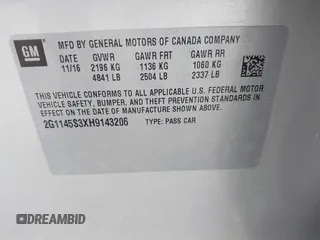 GM
MFD BY GENERAL MOTORS OF CANADA COMPANY
DATE GVWR GAWR FRT GAWR RR
11/16 2196 KG 1136 KG 1060 KG
4841 LB 2504 LB 2337 LB
THIS VEHICLE CONFORMS TO ALL APPLICABLE U.S. FEDERAL MOTOR
VEHICLE SAFETY, BUMPER, AND THEFT PREVENTION STANDARDS IN
EFFECT ON THE DATE OF MANUFACTURE SHOWN ABOVE.
2G1145S3XH9143206 TYPE: PASS CAR
DREAMBID